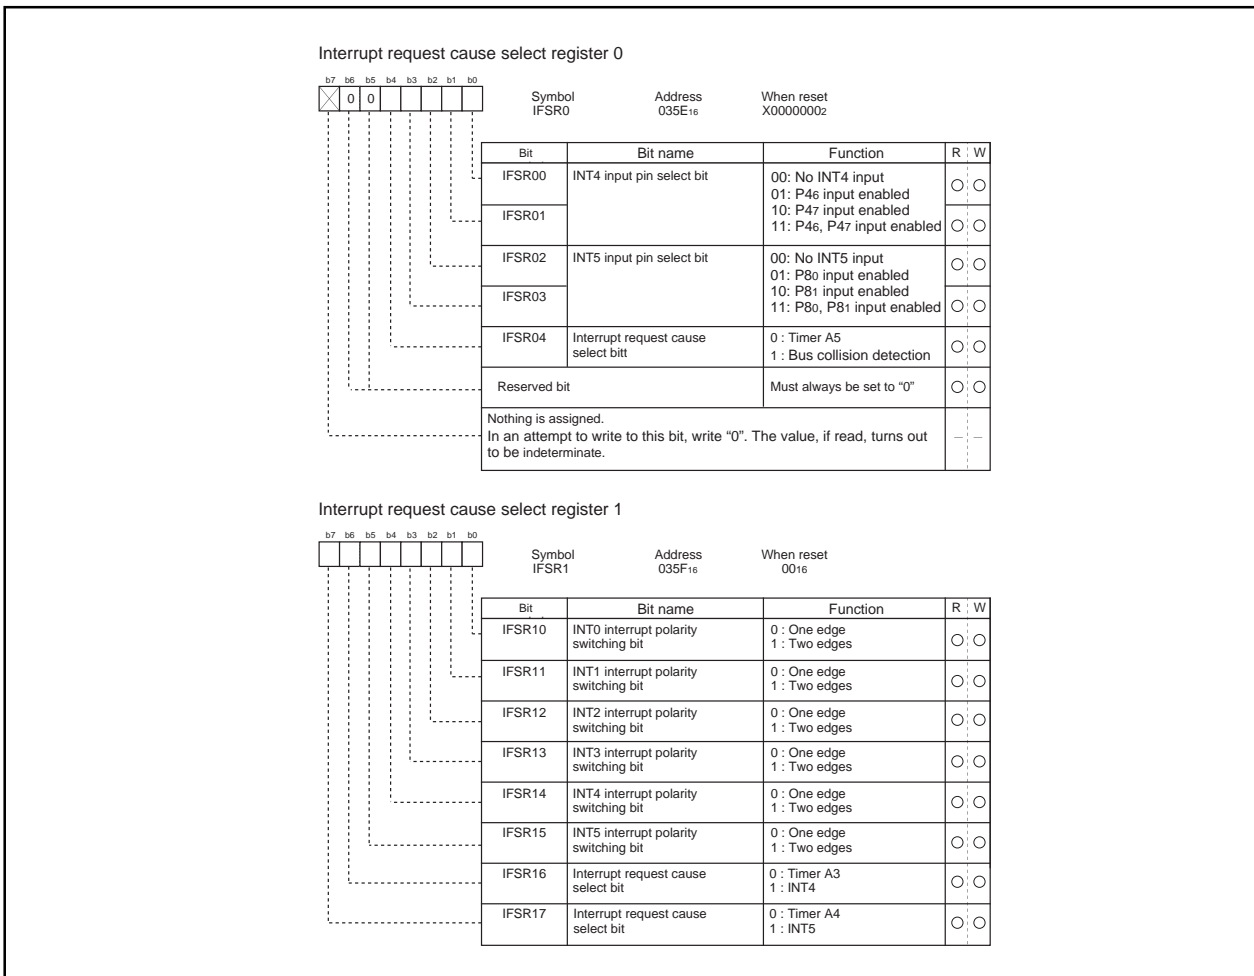 Interrupt request cause select register 0
b7 b6 b5 b4 b3 b2 b1 b0
0 0
Symbol Address When reset
IFSR0 035E16 X00000002
Bit Bit name Function R W
IFSR00 INT4 input pin select bit 00: No INT4 input
01: P46 input enabled
IFSR01 10: P47 input enabled
11: P46, P47 input enabled
IFSR02 INT5 input pin select bit 00: No INT5 input
01: P80 input enabled
IFSR03 10: P81 input enabled
11: P80, P81 input enabled
IFSR04 Interrupt request cause 0 : Timer A5
select bitt 1 : Bus collision detection
Reserved bit Must always be set to “0”
Nothing is assigned.
In an attempt to write to this bit, write “0”. The value, if read, turns out – –
to be indeterminate.
Interrupt request cause select register 1
b7 b6 b5 b4 b3 b2 b1 b0
Symbol Address When reset
IFSR1 035F16 0016
Bit Bit name Function R W
IFSR10 INT0 interrupt polarity 0 : One edge
switching bit 1 : Two edges
IFSR11 INT1 interrupt polarity 0 : One edge
switching bit 1 : Two edges
IFSR12 INT2 interrupt polarity 0 : One edge
switching bit 1 : Two edges
IFSR13 INT3 interrupt polarity 0 : One edge
switching bit 1 : Two edges
IFSR14 INT4 interrupt polarity 0 : One edge
switching bit 1 : Two edges
IFSR15 INT5 interrupt polarity 0 : One edge
switching bit 1 : Two edges
IFSR16 Interrupt request cause 0 : Timer A3
select bit 1 : INT4
IFSR17 Interrupt request cause 0 : Timer A4
select bit 1 : INT5